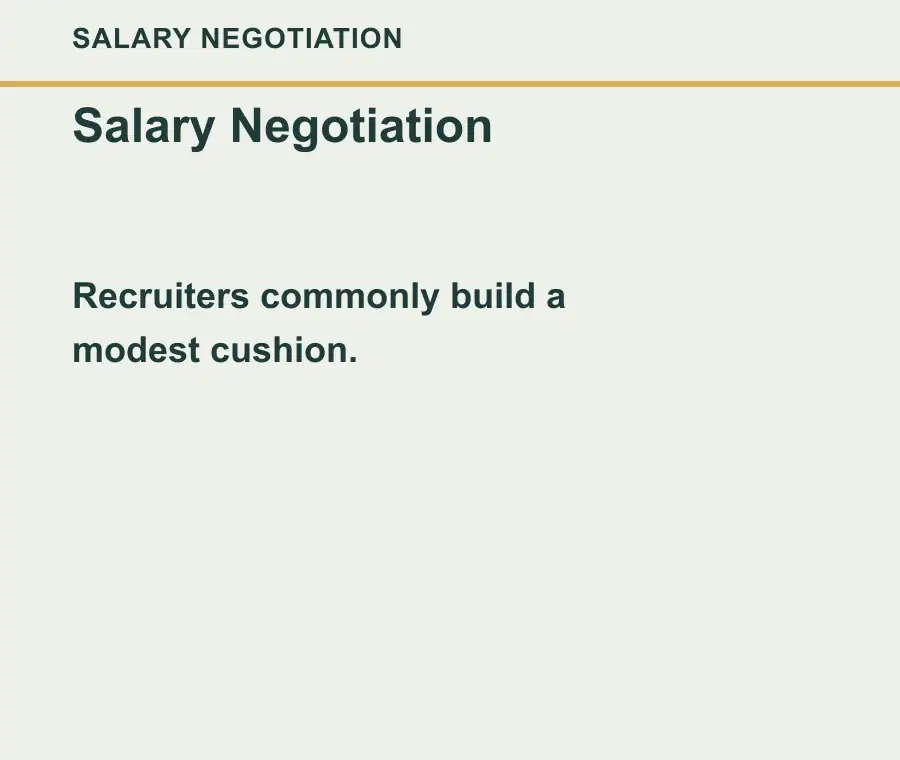 SALARY NEGOTIATION
Salary Negotiation
Recruiters commonly build a
modest cushion.